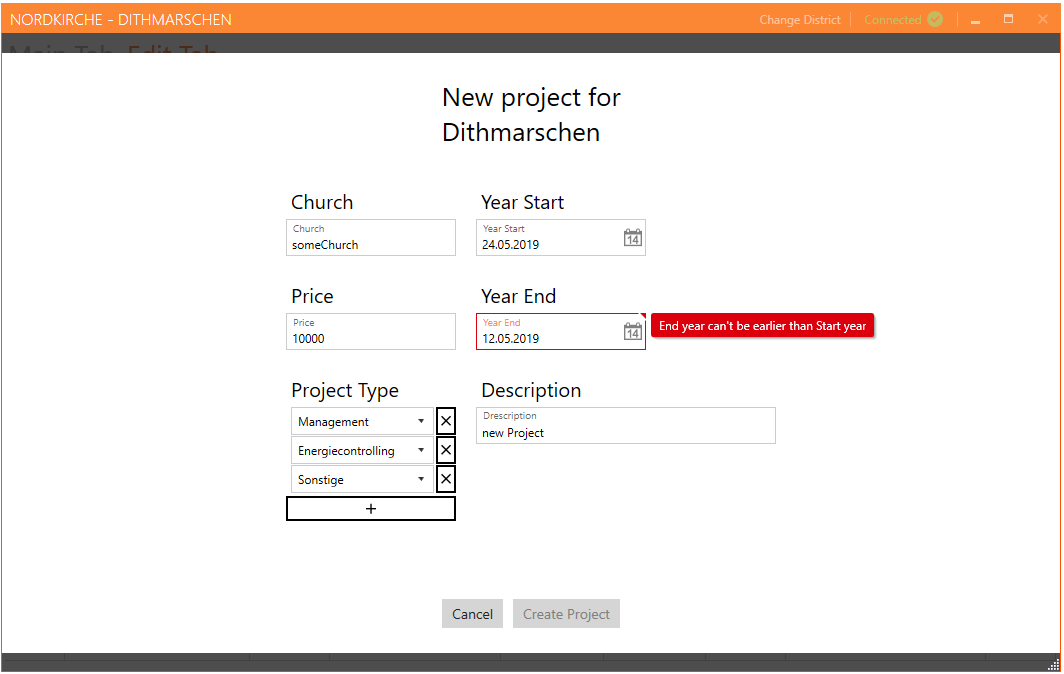 NORDKIRCHE - DITHMARSCHEN
Change District
Connected
Main Tab Edit Tab
New project for
Dithmarschen
Church
Year Start
Church
someChurch
Year Start
24.05.2019
14
Price
Year End
Price
10000
Year End
12.05.2019
14
End year can't be earlier than Start year
Project Type
Description
Management
Drescription
new Project
Energiecontrolling
Sonstige
+
Cancel
Create Project